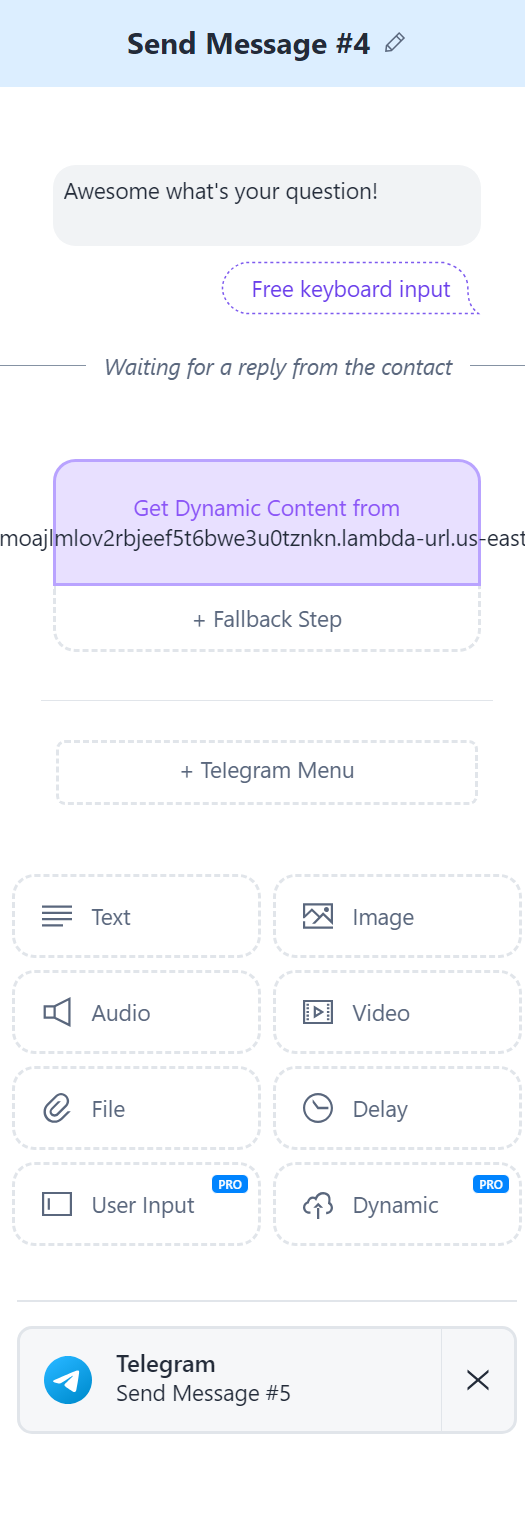 Send Message #4
Awesome what's your question!
Free keyboard input
Waiting for a reply from the contact
Get Dynamic Content from
moajlmlov2rbjeef5t6bwe3u0tznkn.lambda-url.us-east
+ Fallback Step
+ Telegram Menu
Text
Image
Audio
Video
File
Delay
PRO
User Input
PRO
Dynamic
Telegram
Send Message #5